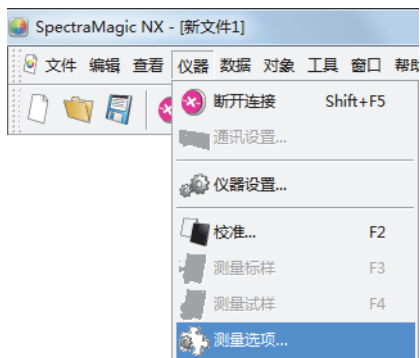 SpectraMagic NX - [新文件1]
文件 编辑 查看 仪器 数据 对象 工具 窗口
断开连接 Shift+F5
通讯设置...
仪器设置...
校准... F2
测量标样 F3
测量试样 F4
测量选项...